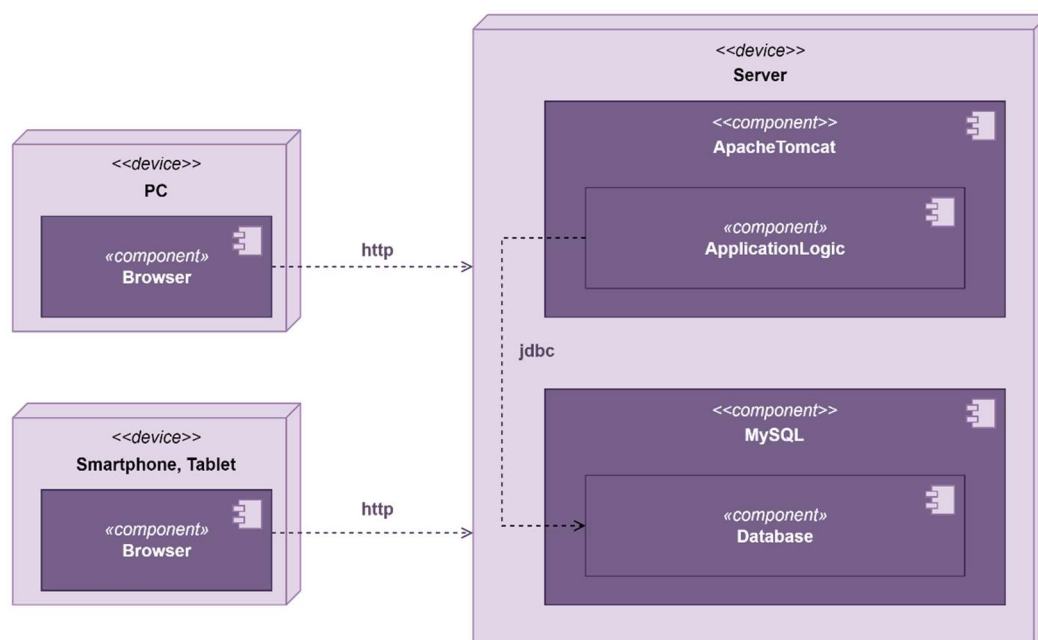 <<device>>
Server
<<component>>
ApacheTomcat
«component»
ApplicationLogic
<<device>>
PC
«component»
Browser
http
jdbc
<<device>>
Smartphone, Tablet
«component»
Browser
http
<<component>>
MySQL
«component»
Database